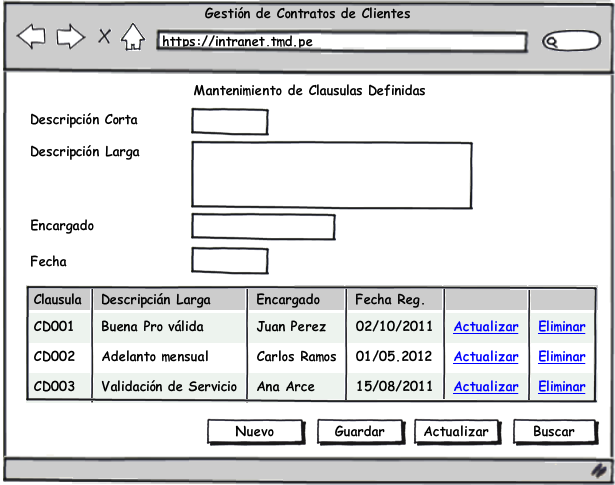 Gestión de Contratos de Clientes
https://intranet.tmd.pe
Mantenimiento de Clausulas Definidas
Descripción Corta
Descripción Larga
Encargado
Fecha
Clausula Descripcián Larga Encargado Fecha Reg.
CD001 Buena Pro válida Juan Perez 02/10/2011 Actualizar Eliminar
CD002 Adelanto mensual Carlos Ramos 01/05.2012 Actualizar Eliminar
CD003 Validación de Servicio Ana Arce 15/08/2011 Actualizar Eliminar
Nuevo Guardar Actualizar Buscar